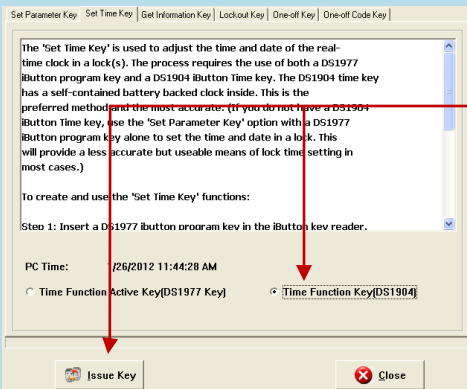 Set Parameter Key Set Time Key Get Information Key Lockout Key One-off Key One-off Code Key
The 'Set Time Key' is used to adjust the time and date of the real-
time clock in a lock(s). The process requires the use of both a DS1977
iButton program key and a DS1904 iButton Time key. The DS1904 time key
has a self-contained battery backed clock inside. This is the
preferred method and the most accurate. (If you do not have a DS1904
iButton Time key, use the 'Set Parameter Key' option with a DS1977
iButton program key alone to set the time and date in a lock. This
will provide a less accurate but useable means of lock time setting in
most cases.)
To create and use the 'Set Time Key' functions:
Step 1: Insert a DS1977 ibutton program key in the iButton key reader.
PC Time: 1/26/2012 11:44:28 AM
Time Function Active Key(DS1977 Key) Time Function Key(DS1904)
Issue Key Close